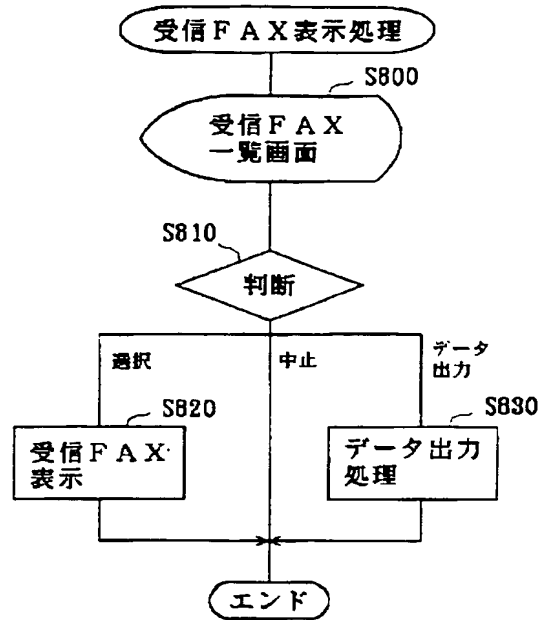 受信ＦＡＸ表示処理
S800
受信ＦＡＸ
一覧画面
S810
判断
選択
中止
データ
出力
S820
受信ＦＡＸ
表示
S830
データ出力
処理
エンド